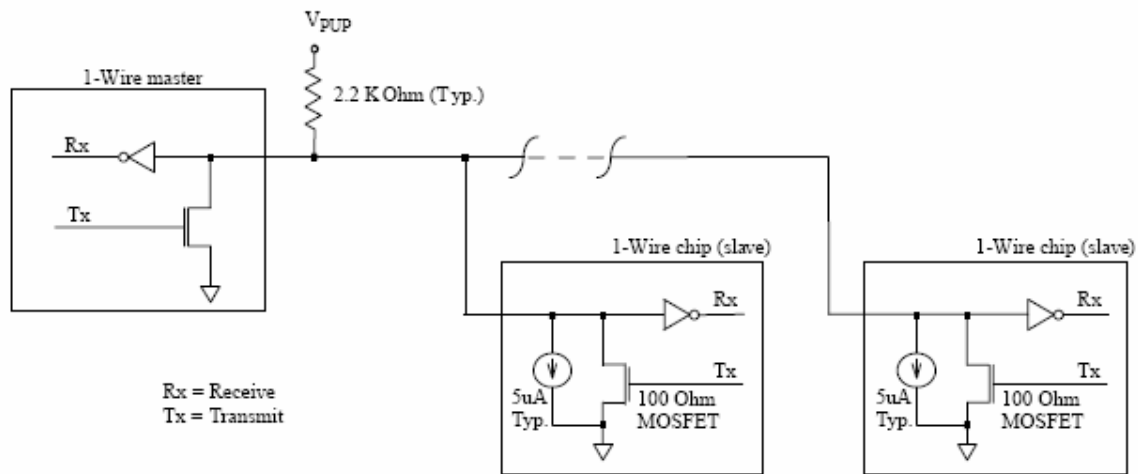 VPUP
1-Wire master
2.2 K Ohm (Typ.)
Rx
Tx
1-Wire chip (slave)
Rx
Tx
5uA
Typ.
100 Ohm
MOSFET
1-Wire chip (slave)
Rx
Tx
5uA
Typ.
100 Ohm
MOSFET
Rx = Receive
Tx = Transmit